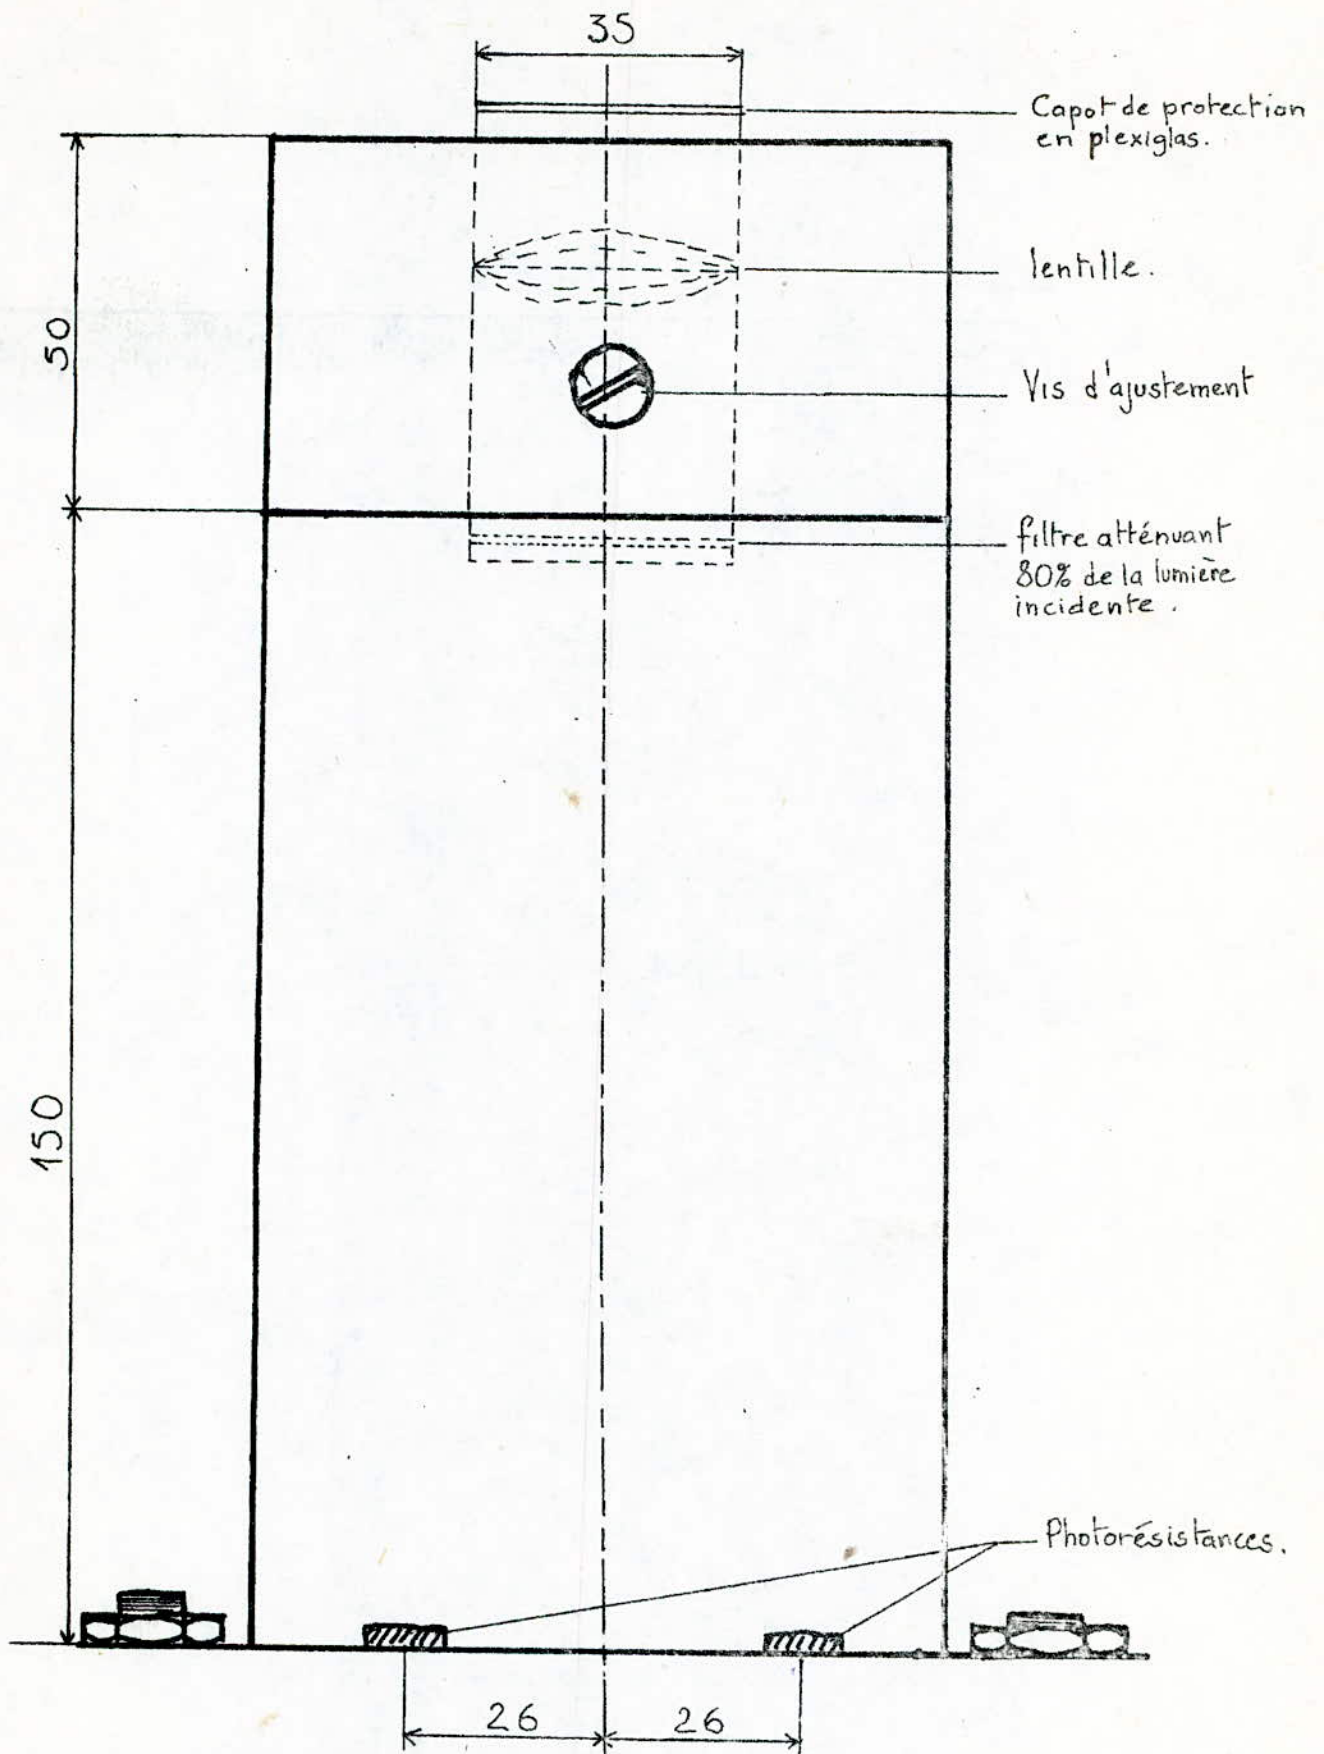 35
Capot de protection
en plexiglas.
lentille.
50
Vis d'ajustement
filtre atténuant
80% de la lumière
incidente.
150
Photorésistances.
26
26